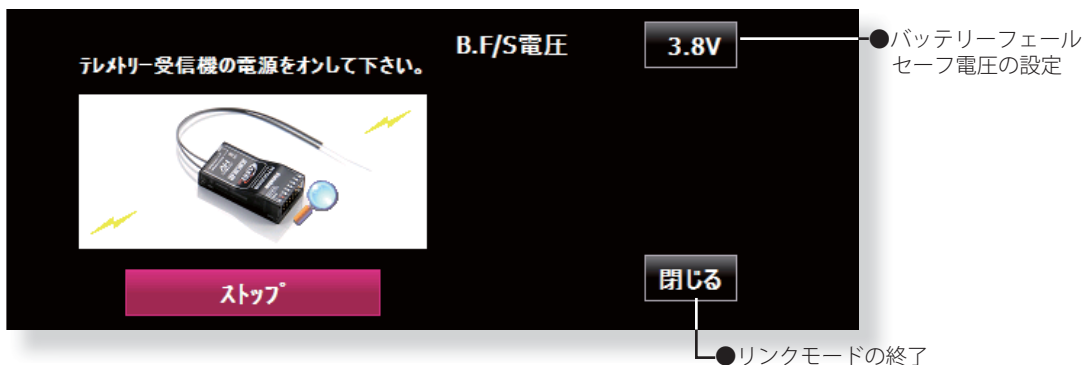 B.F/S電圧
3.8V
●バッテリーフェール
セーフ電圧の設定
テレメトリー受信機の電源をオンして下さい。
ストップ
閉じる
●リンクモードの終了